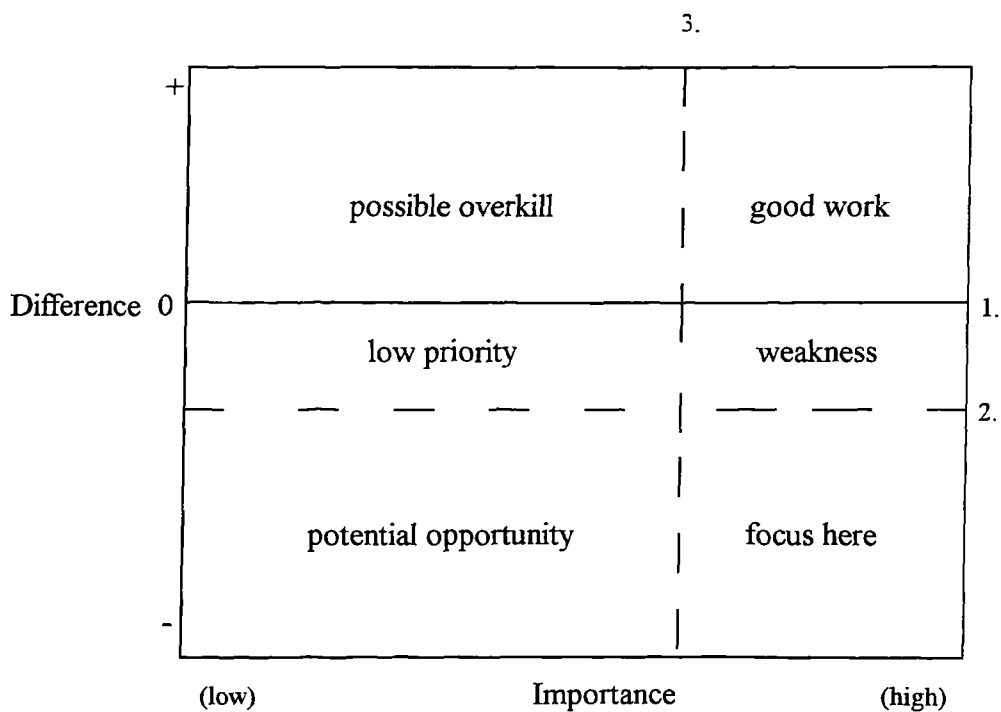 3.
+
possible overkill
good work
Difference 0
1.
low priority
weakness
2.
potential opportunity
focus here
-
(low)
Importance
(high)